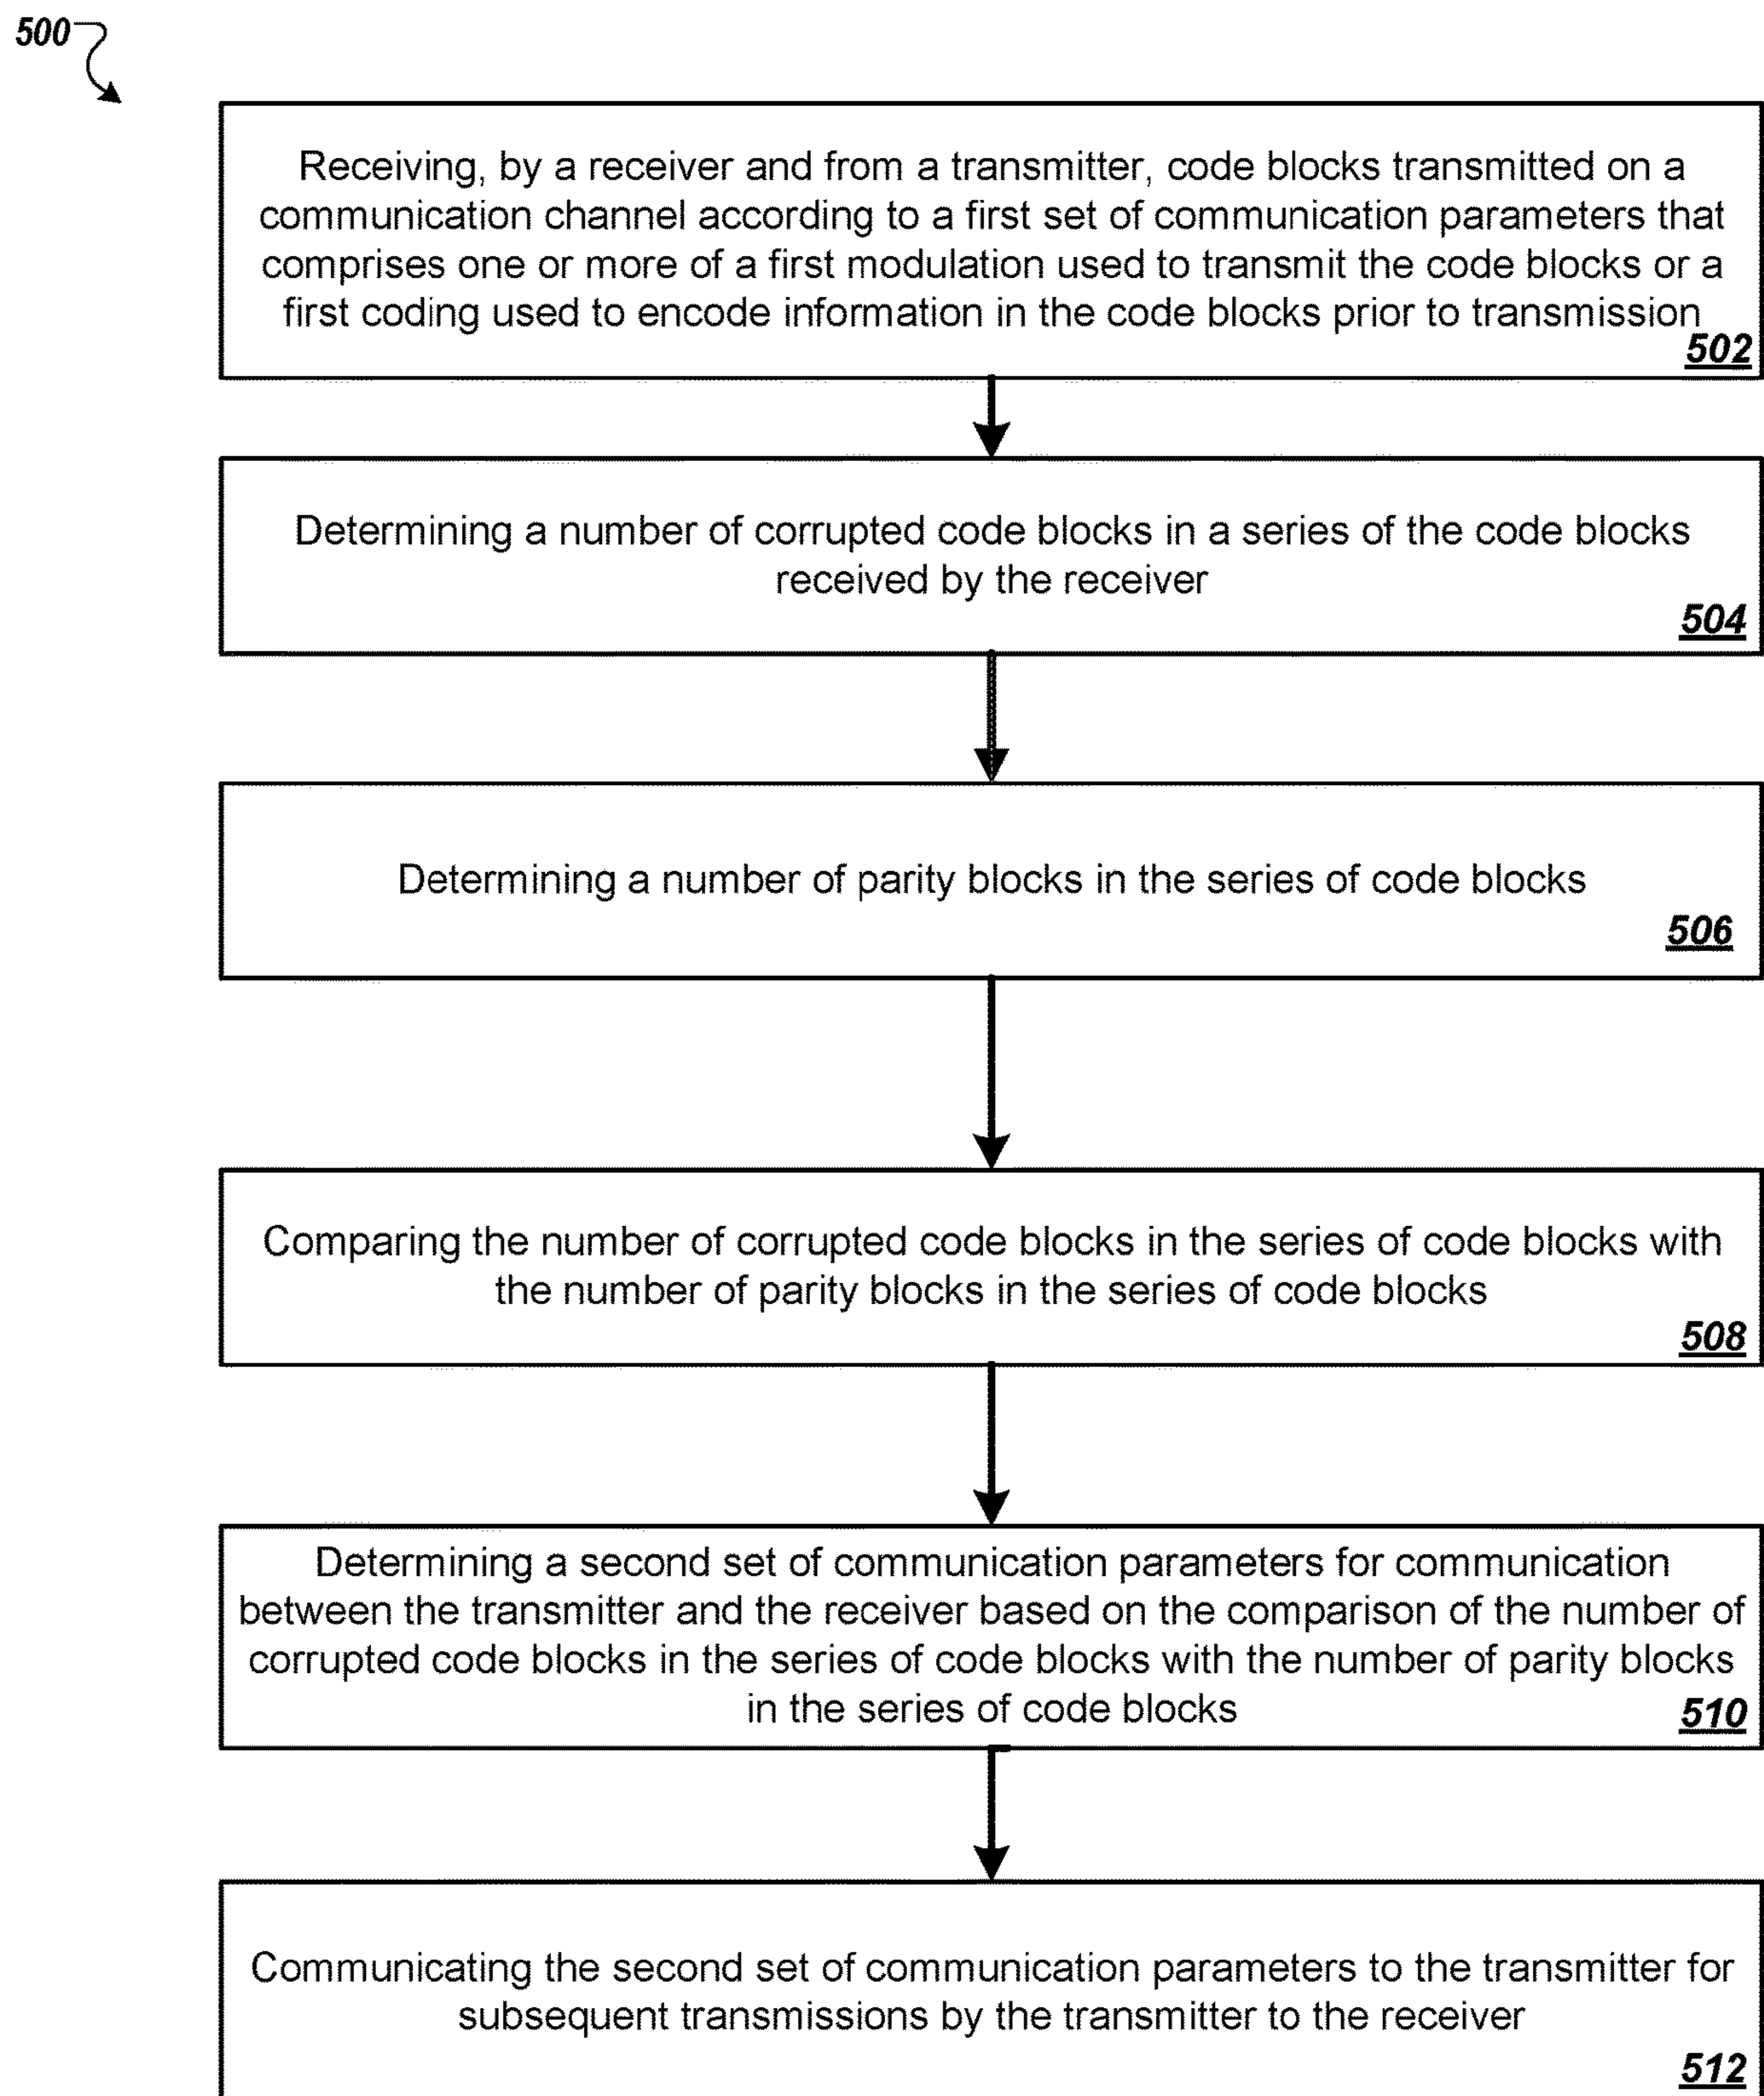 500
Receiving, by a receiver and from a transmitter, code blocks transmitted on a
communication channel according to a first set of communication parameters that
comprises one or more of a first modulation used to transmit the code blocks or a
first coding used to encode information in the code blocks prior to transmission
502
Determining a number of corrupted code blocks in a series of the code blocks
received by the receiver
504
Determining a number of parity blocks in the series of code blocks
506
Comparing the number of corrupted code blocks in the series of code blocks with
the number of parity blocks in the series of code blocks
508
Determining a second set of communication parameters for communication
between the transmitter and the receiver based on the comparison of the number of
corrupted code blocks in the series of code blocks with the number of parity blocks
in the series of code blocks
510
Communicating the second set of communication parameters to the transmitter for
subsequent transmissions by the transmitter to the receiver
512